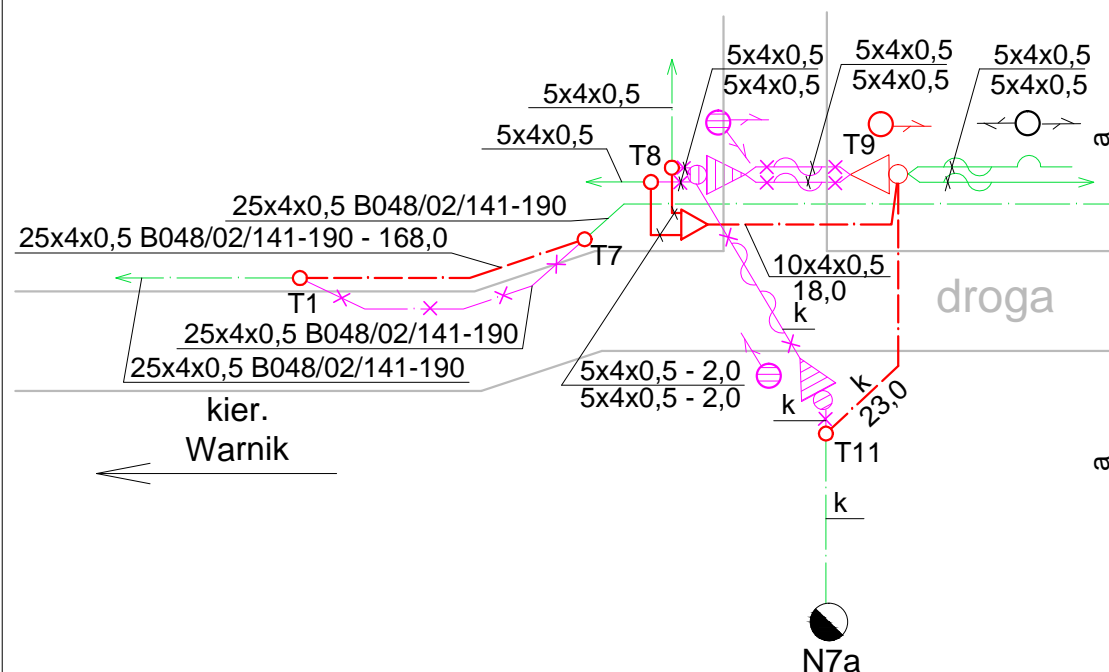 5x4x0,5
5x4x0,5
5x4x0,5
5x4x0,5
5x4x0,5
5x4x0,5
5x4x0,5
5x4x0,5
a
T8
T9
25x4x0,5 B048/02/141-190
25x4x0,5 B048/02/141-190 - 168,0
T7
10x4x0,5
18,0
T1
droga
k
25x4x0,5 B048/02/141-190
25x4x0,5 B048/02/141-190
5x4x0,5 - 2,0
5x4x0,5 - 2,0
k
23,0
k
kier.
Warnik
T11
a
k
N7a